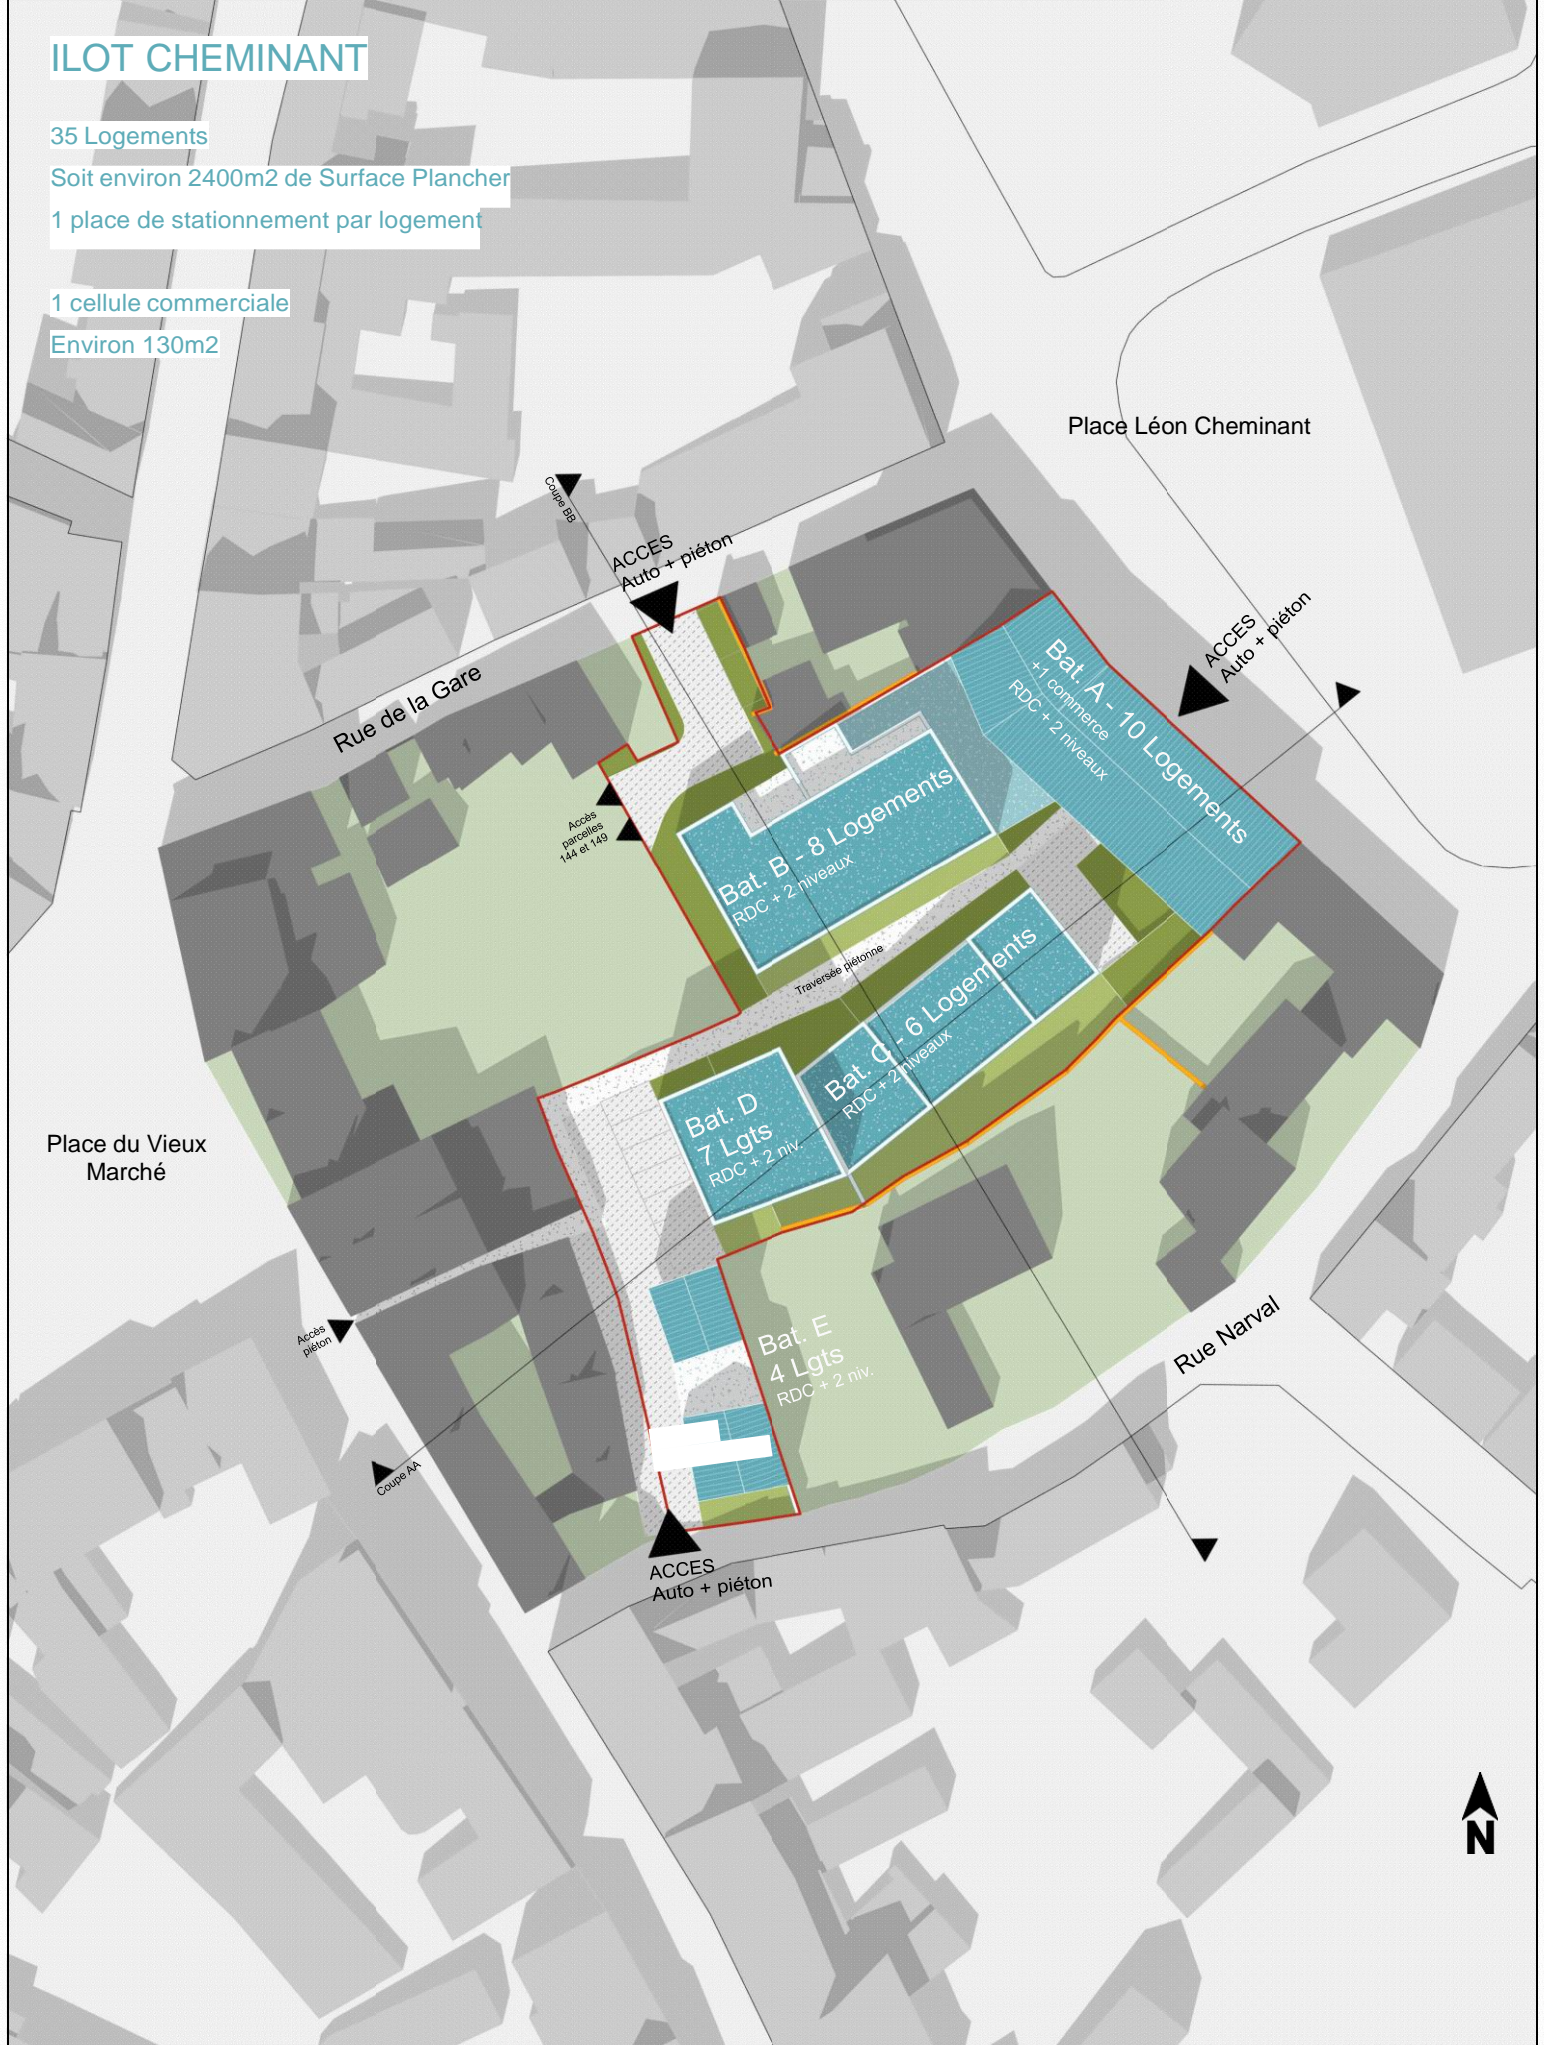 ILOT CHEMINANT
35 Logements
Soit environ 2400m2 de Surface Plancher
1 place de stationnement par logement
1 cellule commerciale
Environ 130m2
Place Léon Cheminant
Coupe BB
ACCES
Auto + piéton
Rue de la Gare
ACCES
Auto + piéton
Bat. A - 10 Logements
+1 commerce
RDC + 2 niveaux
Accès
parcelles
144 et 149
Bat. B - 8 Logements
RDC + 2 niveaux
Traversée piétonne
Bat. C - 6 Logements
RDC + 2 niveaux
Bat. D
7 Lgts
RDC + 2 niv.
Place du Vieux
Marché
Accès
piéton
Bat. E
4 Lgts
RDC + 2 niv.
Rue Narval
Coupe AA
ACCES
Auto + piéton
N